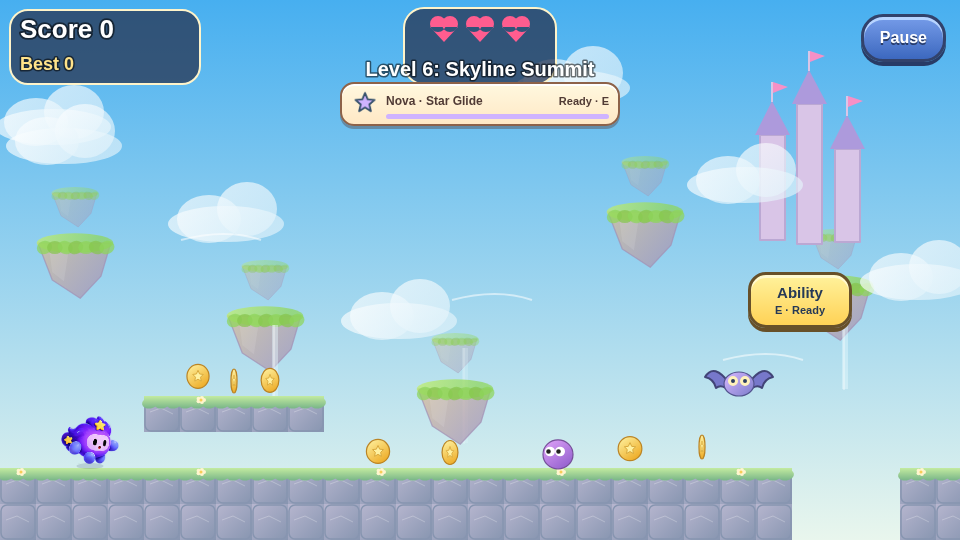 Score 0
Best 0
Level 6: Skyline Summit
Nova · Star Glide
Ready · E
Pause
Ability
E · Ready